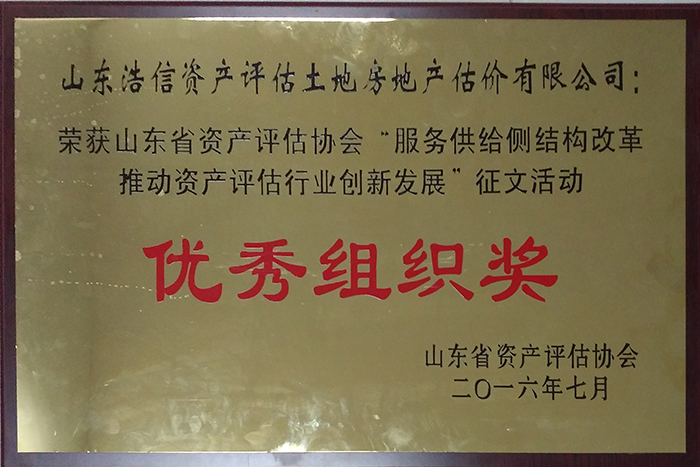 山东浩信资产评估土地房地产估价有限公司：
荣获山东省资产评估协会“服务供给侧结构改革
推动资产评估行业创新发展”征文活动
优秀组织奖
山东省资产评估协会
二〇一六年七月